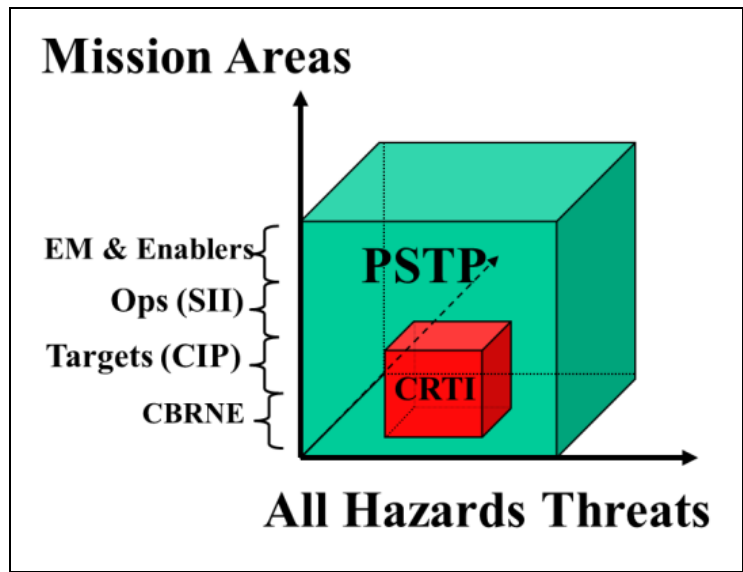 Mission Areas
EM & Enablers
PSTP
Ops (SII)
Targets (CIP)
CRTI
CBRNE
All Hazards Threats